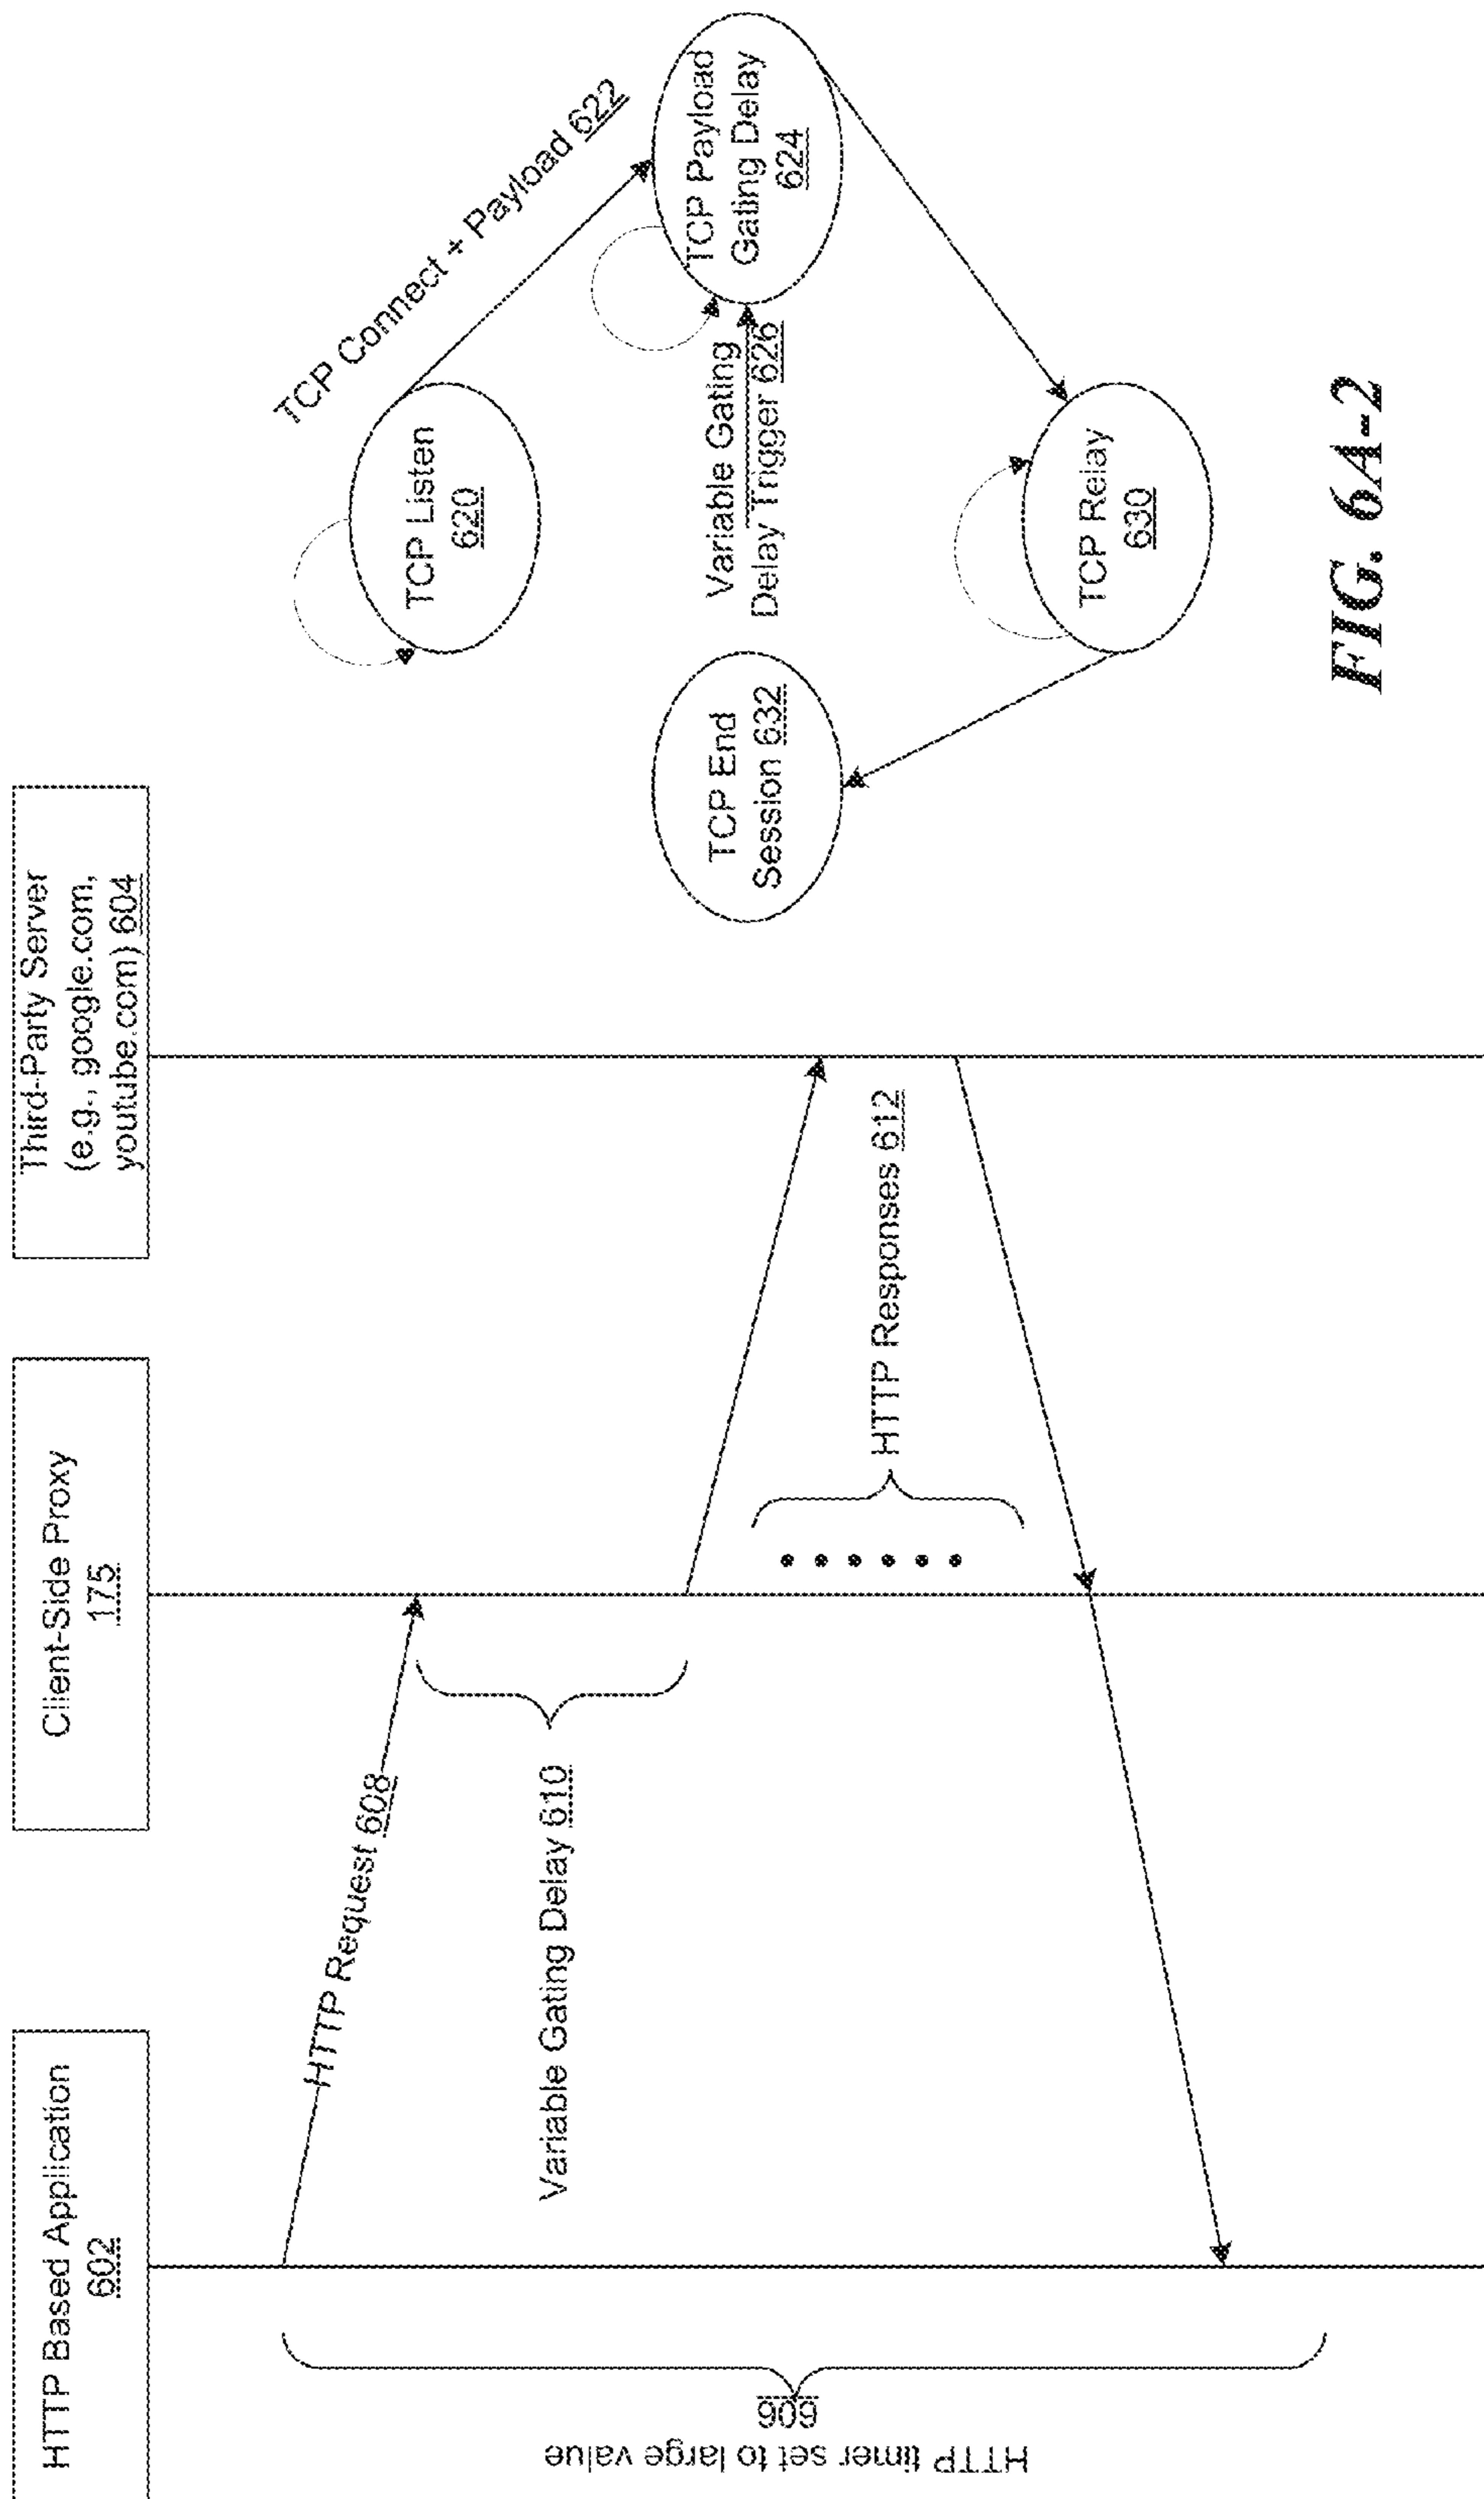 HTTP Based Application
602
Client-Side Proxy
175
Third-Party Server
(e.g., google.com,
youtube.com) 604
HTTP timer set to large value
606
HTTP Request 608
Variable Gating Delay 610
HTTP Responses 612
TCP Listen
620
TCP Connect + Payload 622
TCP Payload
Gating Delay
624
Variable Gating
Delay Trigger 626
TCP End
Session 632
TCP Relay
630
FIG. 6A-2